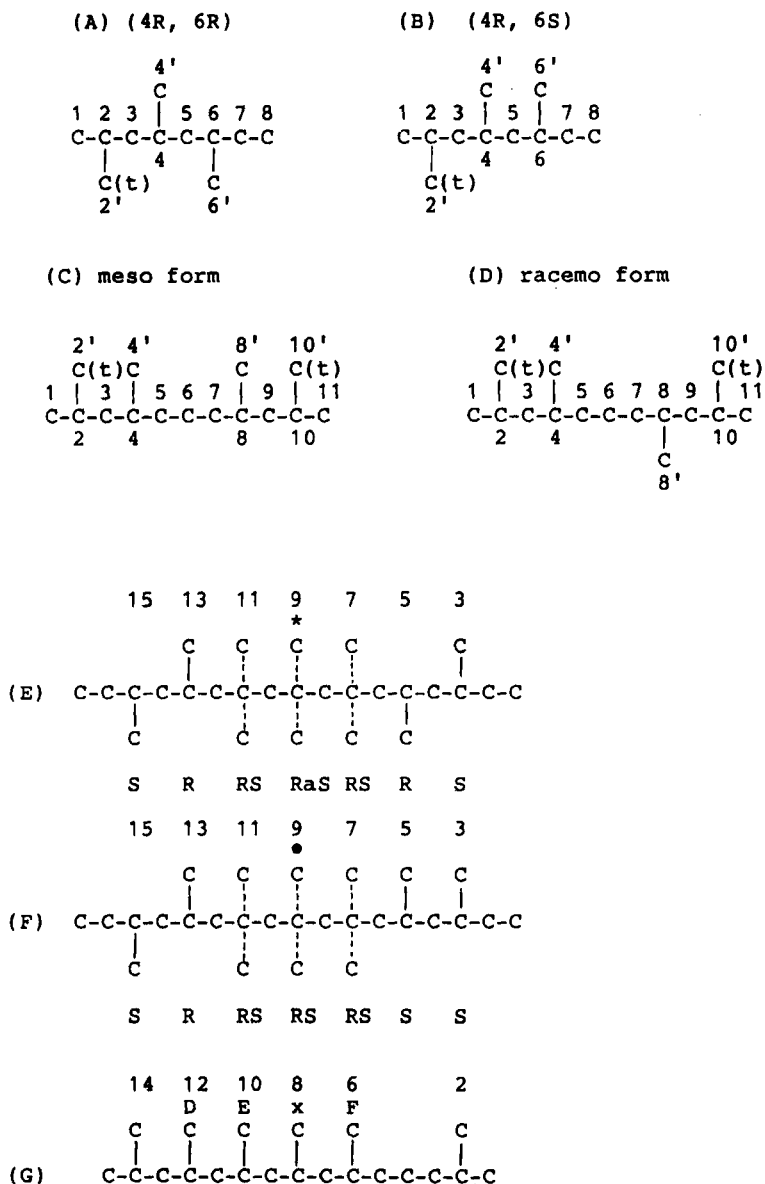 (A) (4R, 6R) (B) (4R, 6S)
4' 4' 6'
C C C
1 2 3 | 5 6 7 8 1 2 3 | 5 | 7 8
C-C-C-C-C-C-C-C C-C-C-C-C-C-C-C
| 4 | | 4 6
C(t) C C(t)
2' 6' 2'
(C) meso form (D) racemo form
2' 4' 8' 10' 2' 4' 10'
C(t)C C C(t) C(t)C C(t)
1 | 3 | 5 6 7 | 9 | 11 1 | 3 | 5 6 7 8 9 | 11
C-C-C-C-C-C-C-C-C-C-C C-C-C-C-C-C-C-C-C-C-C
2 4 8 10 2 4 | 10
C
8'
15 13 11 9 7 5 3
*
C C C C C
(E) C-C-C-C-C-C-C-C-C-C-C-C-C-C-C-C-C
C C C C C
S R RS RaS RS R S
15 13 11 9 7 5 3
●
C C C C C C
(F) C-C-C-C-C-C-C-C-C-C-C-C-C-C-C-C-C
C C C C
S R RS RS RS S S
14 12 10 8 6 2
D E x F
C C C C C C
(G) C-C-C-C-C-C-C-C-C-C-C-C-C-C-C